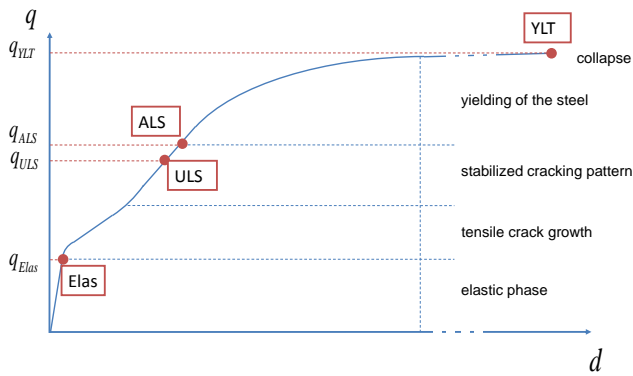 q
YLT
q_YLT
collapse
yielding of the steel
ALS
q_ALS
q_ULS
ULS
stabilized cracking pattern
tensile crack growth
q_Elas
Elas
elastic phase
d